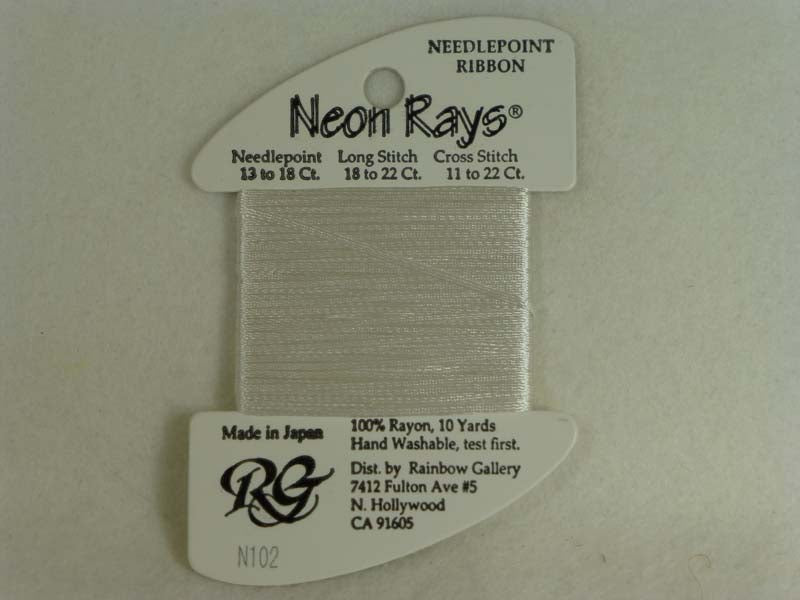 NEEDLEPOINT
RIBBON
Neon Rays®
Needlepoint Long Stitch Cross Stitch
13 to 18 Ct. 18 to 22 Ct. 11 to 22 Ct.
Made in Japan
100% Rayon, 10 Yards
Hand Washable, test first.
RG
Dist. by Rainbow Gallery
7412 Fulton Ave #5
N. Hollywood
CA 91605
N102